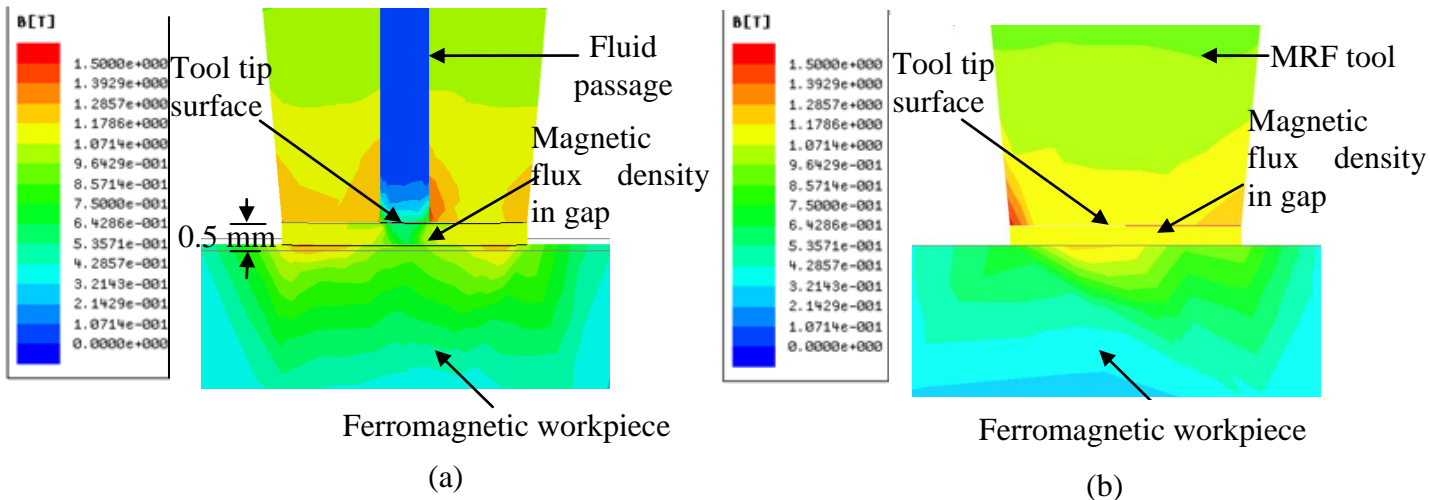 B[T]
1.5000e+000
1.3929e+000
1.2857e+000
1.1786e+000
1.0714e+000
9.6429e-001
8.5714e-001
7.5000e-001
6.4286e-001
5.3571e-001
4.2857e-001
3.2143e-001
2.1429e-001
1.0714e-001
0.0000e+000
Tool tip
surface
Fluid
passage
Magnetic
flux density
in gap
0.5 mm
Ferromagnetic workpiece
(a)
B[T]
1.5000e+000
1.3929e+000
1.2857e+000
1.1786e+000
1.0714e+000
9.6429e-001
8.5714e-001
7.5000e-001
6.4286e-001
5.3571e-001
4.2857e-001
3.2143e-001
2.1429e-001
1.0714e-001
0.0000e+000
Tool tip
surface
MRF tool
Magnetic
flux density
in gap
Ferromagnetic workpiece
(b)